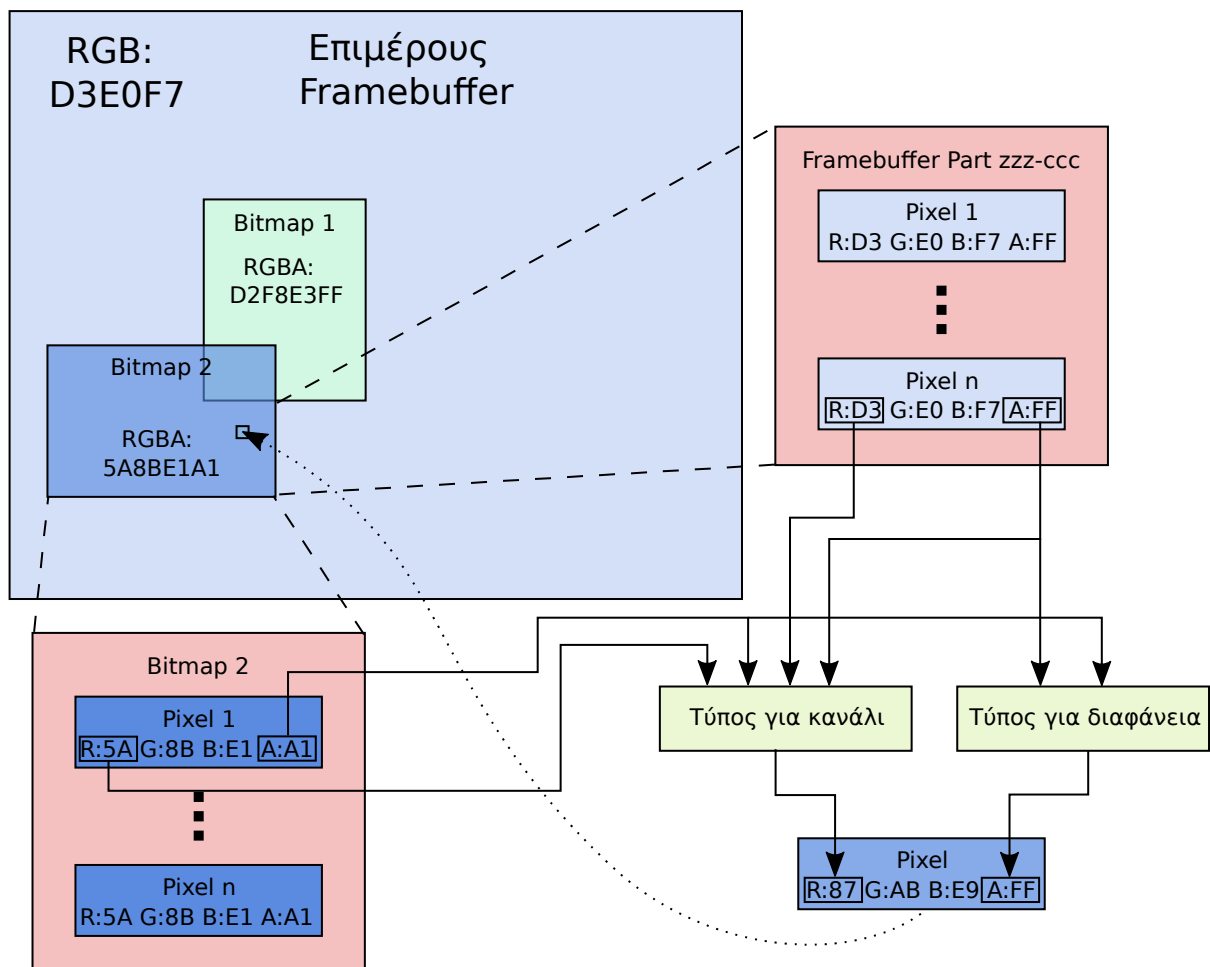 RGB:
D3E0F7
Επιμέρους
Framebuffer
Bitmap 1
RGBA:
D2F8E3FF
Bitmap 2
RGBA:
5A8BE1A1
Framebuffer Part zzz-ccc
Pixel 1
R:D3 G:E0 B:F7 A:FF
Pixel n
R:D3 G:E0 B:F7 A:FF
Bitmap 2
Pixel 1
R:5A G:8B B:E1 A:A1
Pixel n
R:5A G:8B B:E1 A:A1
Τύπος για κανάλι
Τύπος για διαφάνεια
Pixel
R:87 G:AB B:E9 A:FF